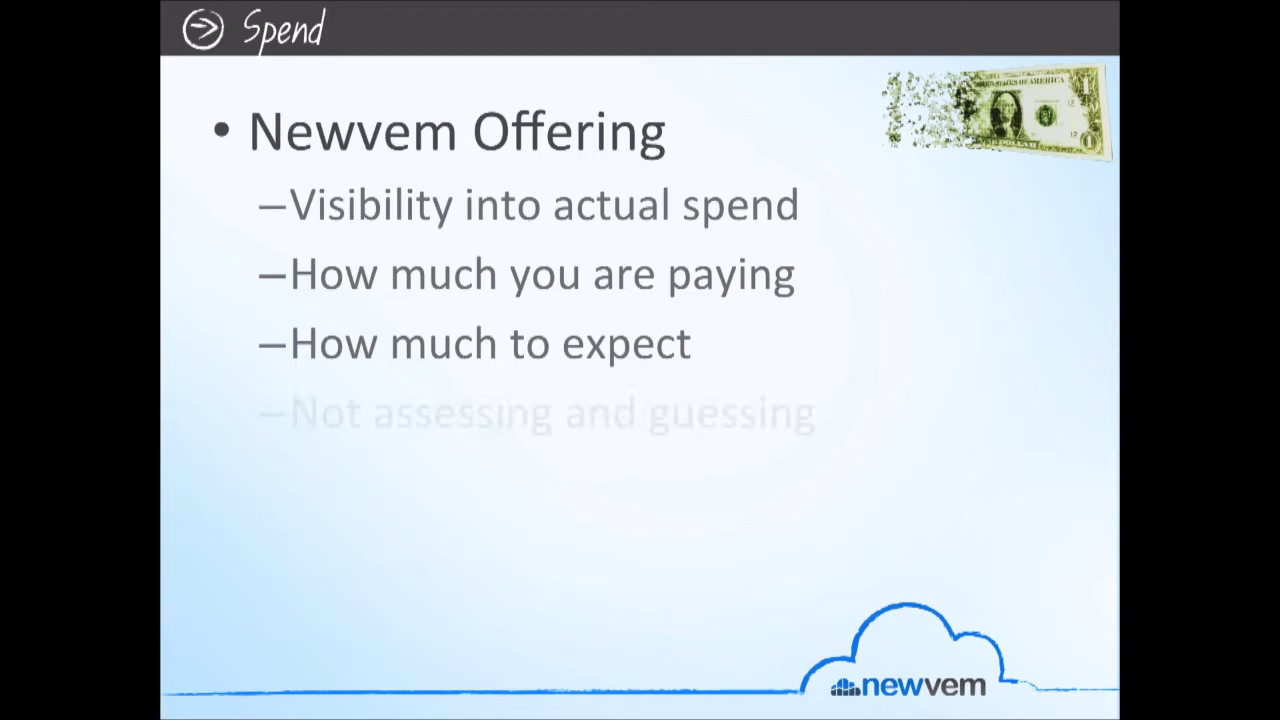 Spend
• Newvem Offering
–Visibility into actual spend
–How much you are paying
–How much to expect
–Not assessing and guessing
newvem